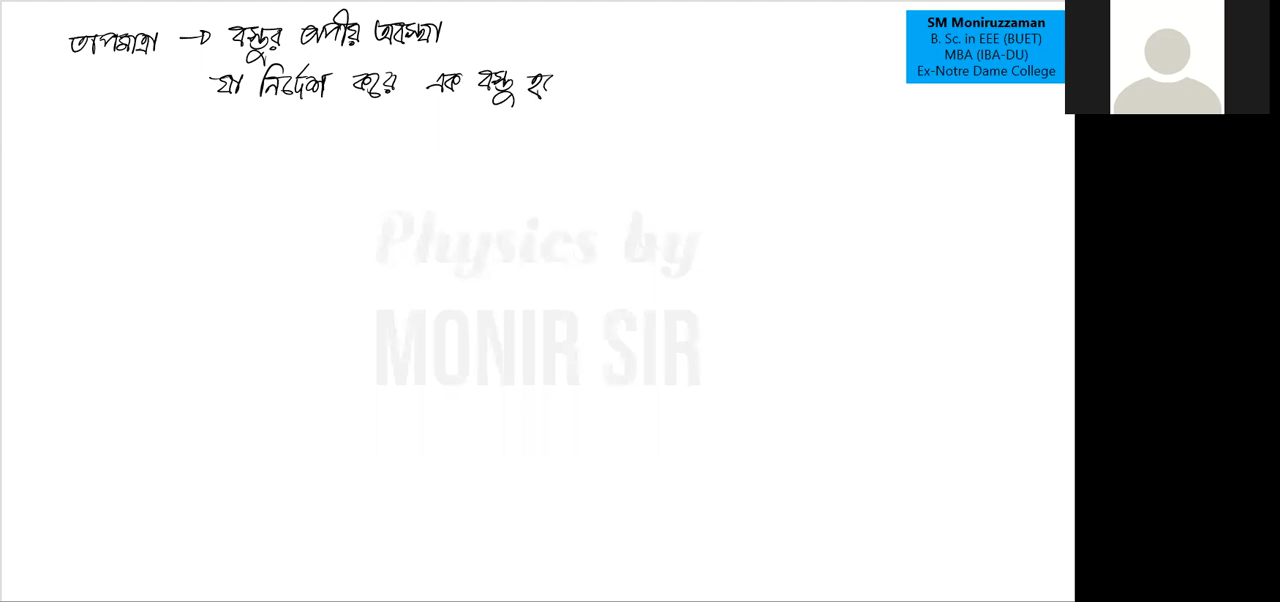 তাপমাত্রা → বস্তুর তাপীয় অবস্থা
যা নির্দেশ করে এক বস্তু হ
SM Moniruzzaman
B. Sc. in EEE (BUET)
MBA (IBA-DU)
Ex-Notre Dame College
Physics by
MONIR SIR